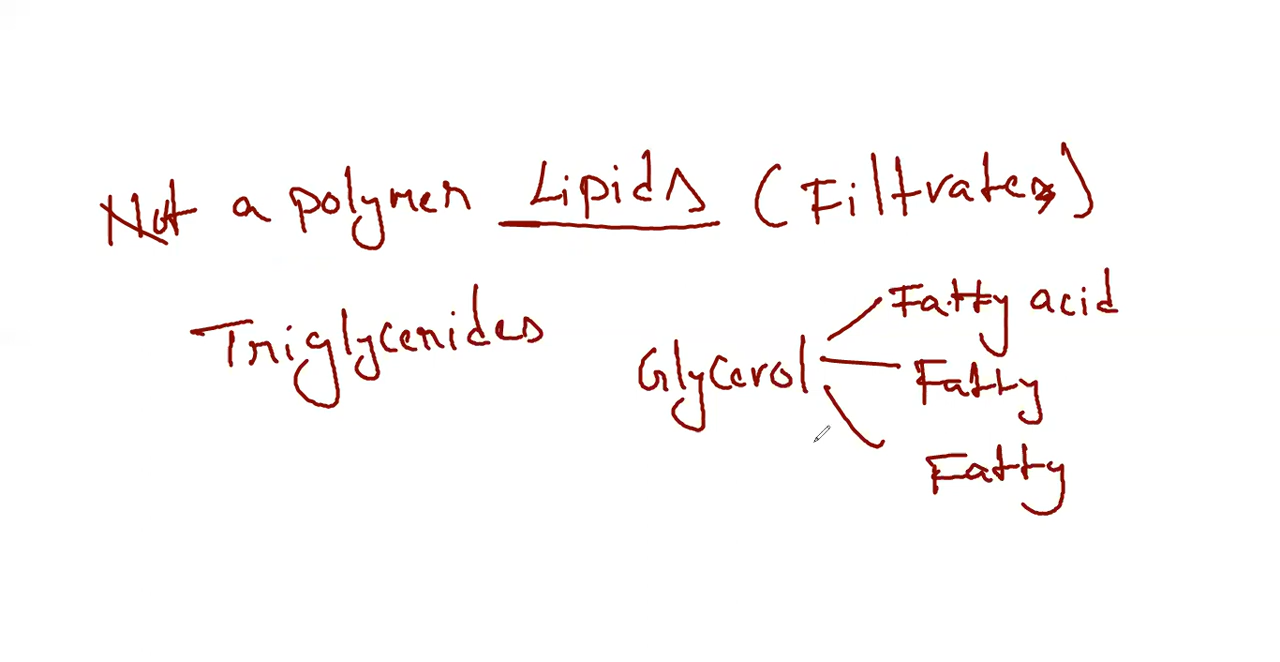 Not a polymer Lipids (Filtrates)
Triglycerides
Glycerol
Fatty acid
Fatty
Fatty